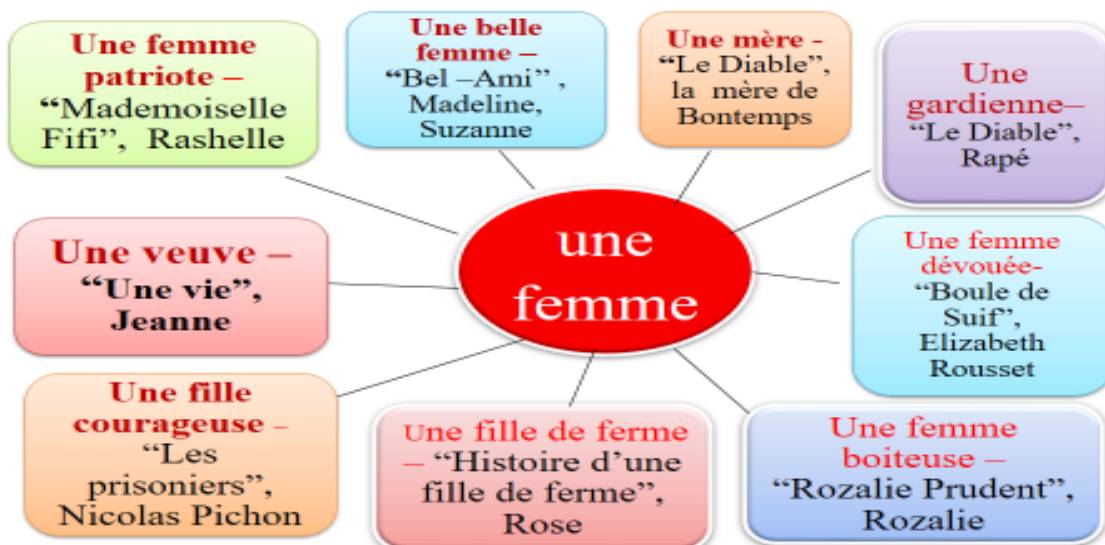 Une femme
patriote –
“Mademoiselle
Fifi”, Rashelle
Une belle
femme –
“Bel –Ami” ,
Madeline,
Suzanne
Une mère -
“Le Diable”,
la mère de
Bontemps
Une
gardienne–
“Le Diable”,
Rapé
une
femme
Une veuve –
“Une vie”,
Jeanne
Une femme
dévouée-
“Boule de
Suif”,
Elizabeth
Rousset
Une fille
courageuse –
“Les
prisoniers”,
Nicolas Pichon
Une fille de ferme
– “Histoire d’une
fille de ferme”,
Rose
Une femme
boiteuse –
“Rozalie Prudent”,
Rozalie